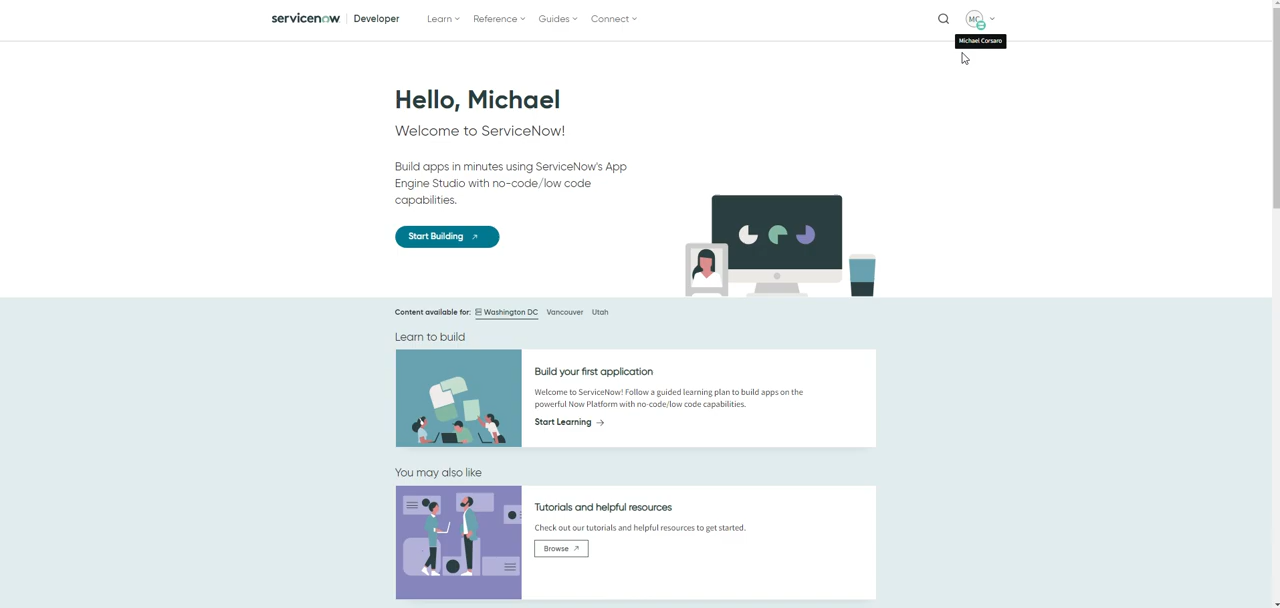 servicenow Developer Learn Reference Guides Connect MC
Michael Corsaro
Hello, Michael
Welcome to ServiceNow!
Build apps in minutes using ServiceNow's App
Engine Studio with no-code/low code
capabilities.
Start Building
Content available for: Washington DC Vancouver Utah
Learn to build
Build your first application
Welcome to ServiceNow! Follow a guided learning plan to build apps on the
powerful Now Platform with no-code/low code capabilities.
Start Learning
You may also like
Tutorials and helpful resources
Check out our tutorials and helpful resources to get started.
Browse